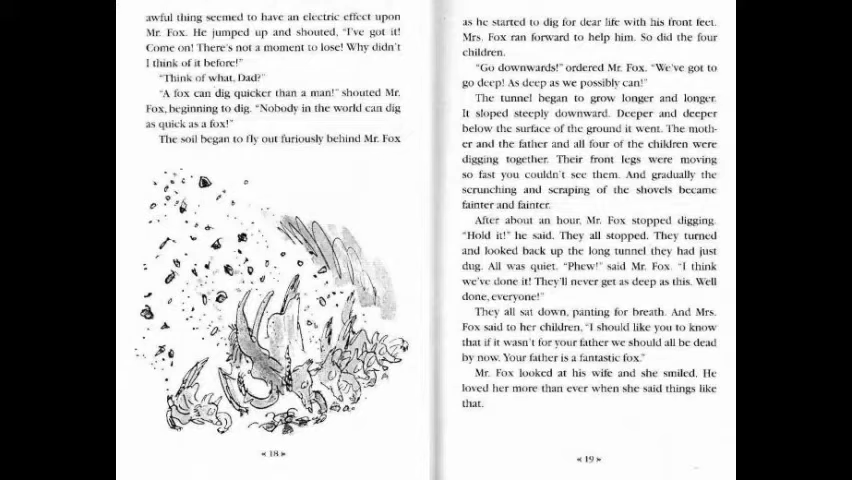 awful thing seemed to have an electric effect upon
Mr. Fox. He jumped up and shouted, "I've got it!
Come on! There's not a moment to lose! Why didn't
I think of it before!"
"Think of what, Dad?"
"A fox can dig quicker than a man!" shouted Mr.
Fox, beginning to dig. "Nobody in the world can dig
as quick as a fox!"
The soil began to fly out furiously behind Mr. Fox
18
as he started to dig for dear life with his front feet.
Mrs. Fox ran forward to help him. So did the four
children.
"Go downwards!" ordered Mr. Fox. "We've got to
go deep! As deep as we possibly can!"
The tunnel began to grow longer and longer.
It sloped steeply downward. Deeper and deeper
below the surface of the ground it went. The moth-
er and the father and all four of the children were
digging together. Their front legs were moving
so fast you couldn't see them. And gradually the
scrunching and scraping of the shovels became
fainter and fainter.
After about an hour, Mr. Fox stopped digging.
"Hold it!" he said. They all stopped. They turned
and looked back up the long tunnel they had just
dug. All was quiet. "Phew!" said Mr. Fox. "I think
we've done it! They'll never get as deep as this. Well
done, everyone!"
They all sat down, panting for breath. And Mrs.
Fox said to her children, "I should like you to know
that if it wasn't for your father we should all be dead
by now. Your father is a fantastic fox."
Mr. Fox looked at his wife and she smiled. He
loved her more than ever when she said things like
that.
19